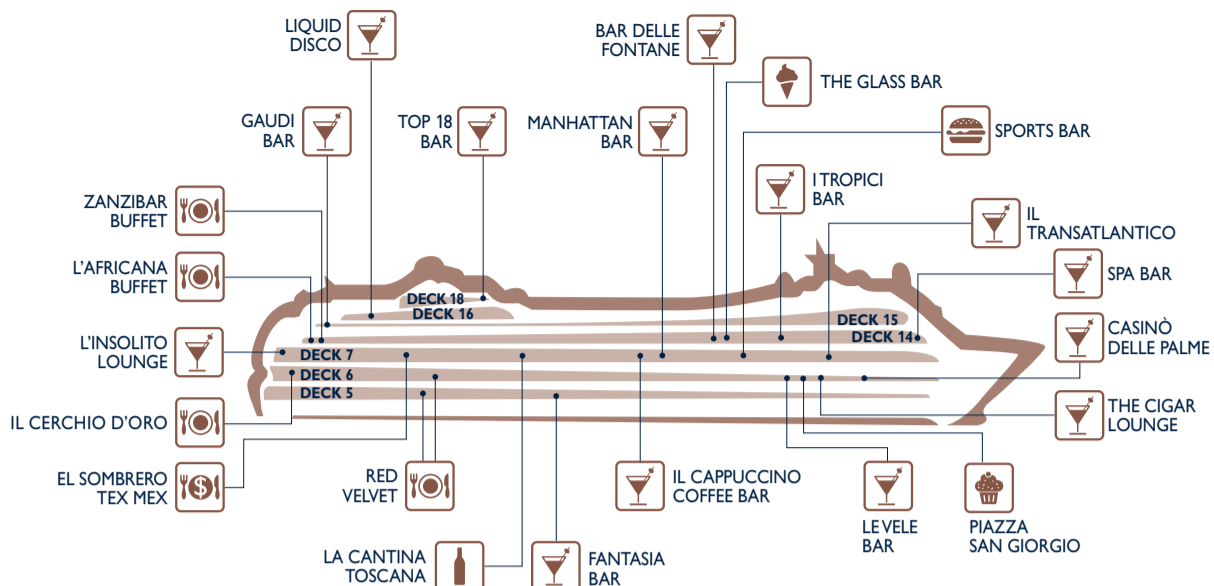 LIQUID
DISCO
BAR DELLE
FONTANE
THE GLASS BAR
GAUDI
BAR
TOP 18
BAR
MANHATTAN
BAR
SPORTS BAR
ZANZIBAR
BUFFET
I TROPICI
BAR
IL
TRANSATLANTICO
L'AFRICANA
BUFFET
SPA BAR
DECK 18
DECK 16
DECK 15
DECK 14
L'INSOLITO
LOUNGE
CASINÒ
DELLE PALME
DECK 7
DECK 6
DECK 5
IL CERCHIO D'ORO
THE CIGAR
LOUNGE
EL SOMBRERO
TEX MEX
$
RED
VELVET
IL CAPPUCCINO
COFFEE BAR
LE VELE
BAR
PIAZZA
SAN GIORGIO
LA CANTINA
TOSCANA
FANTASIA
BAR